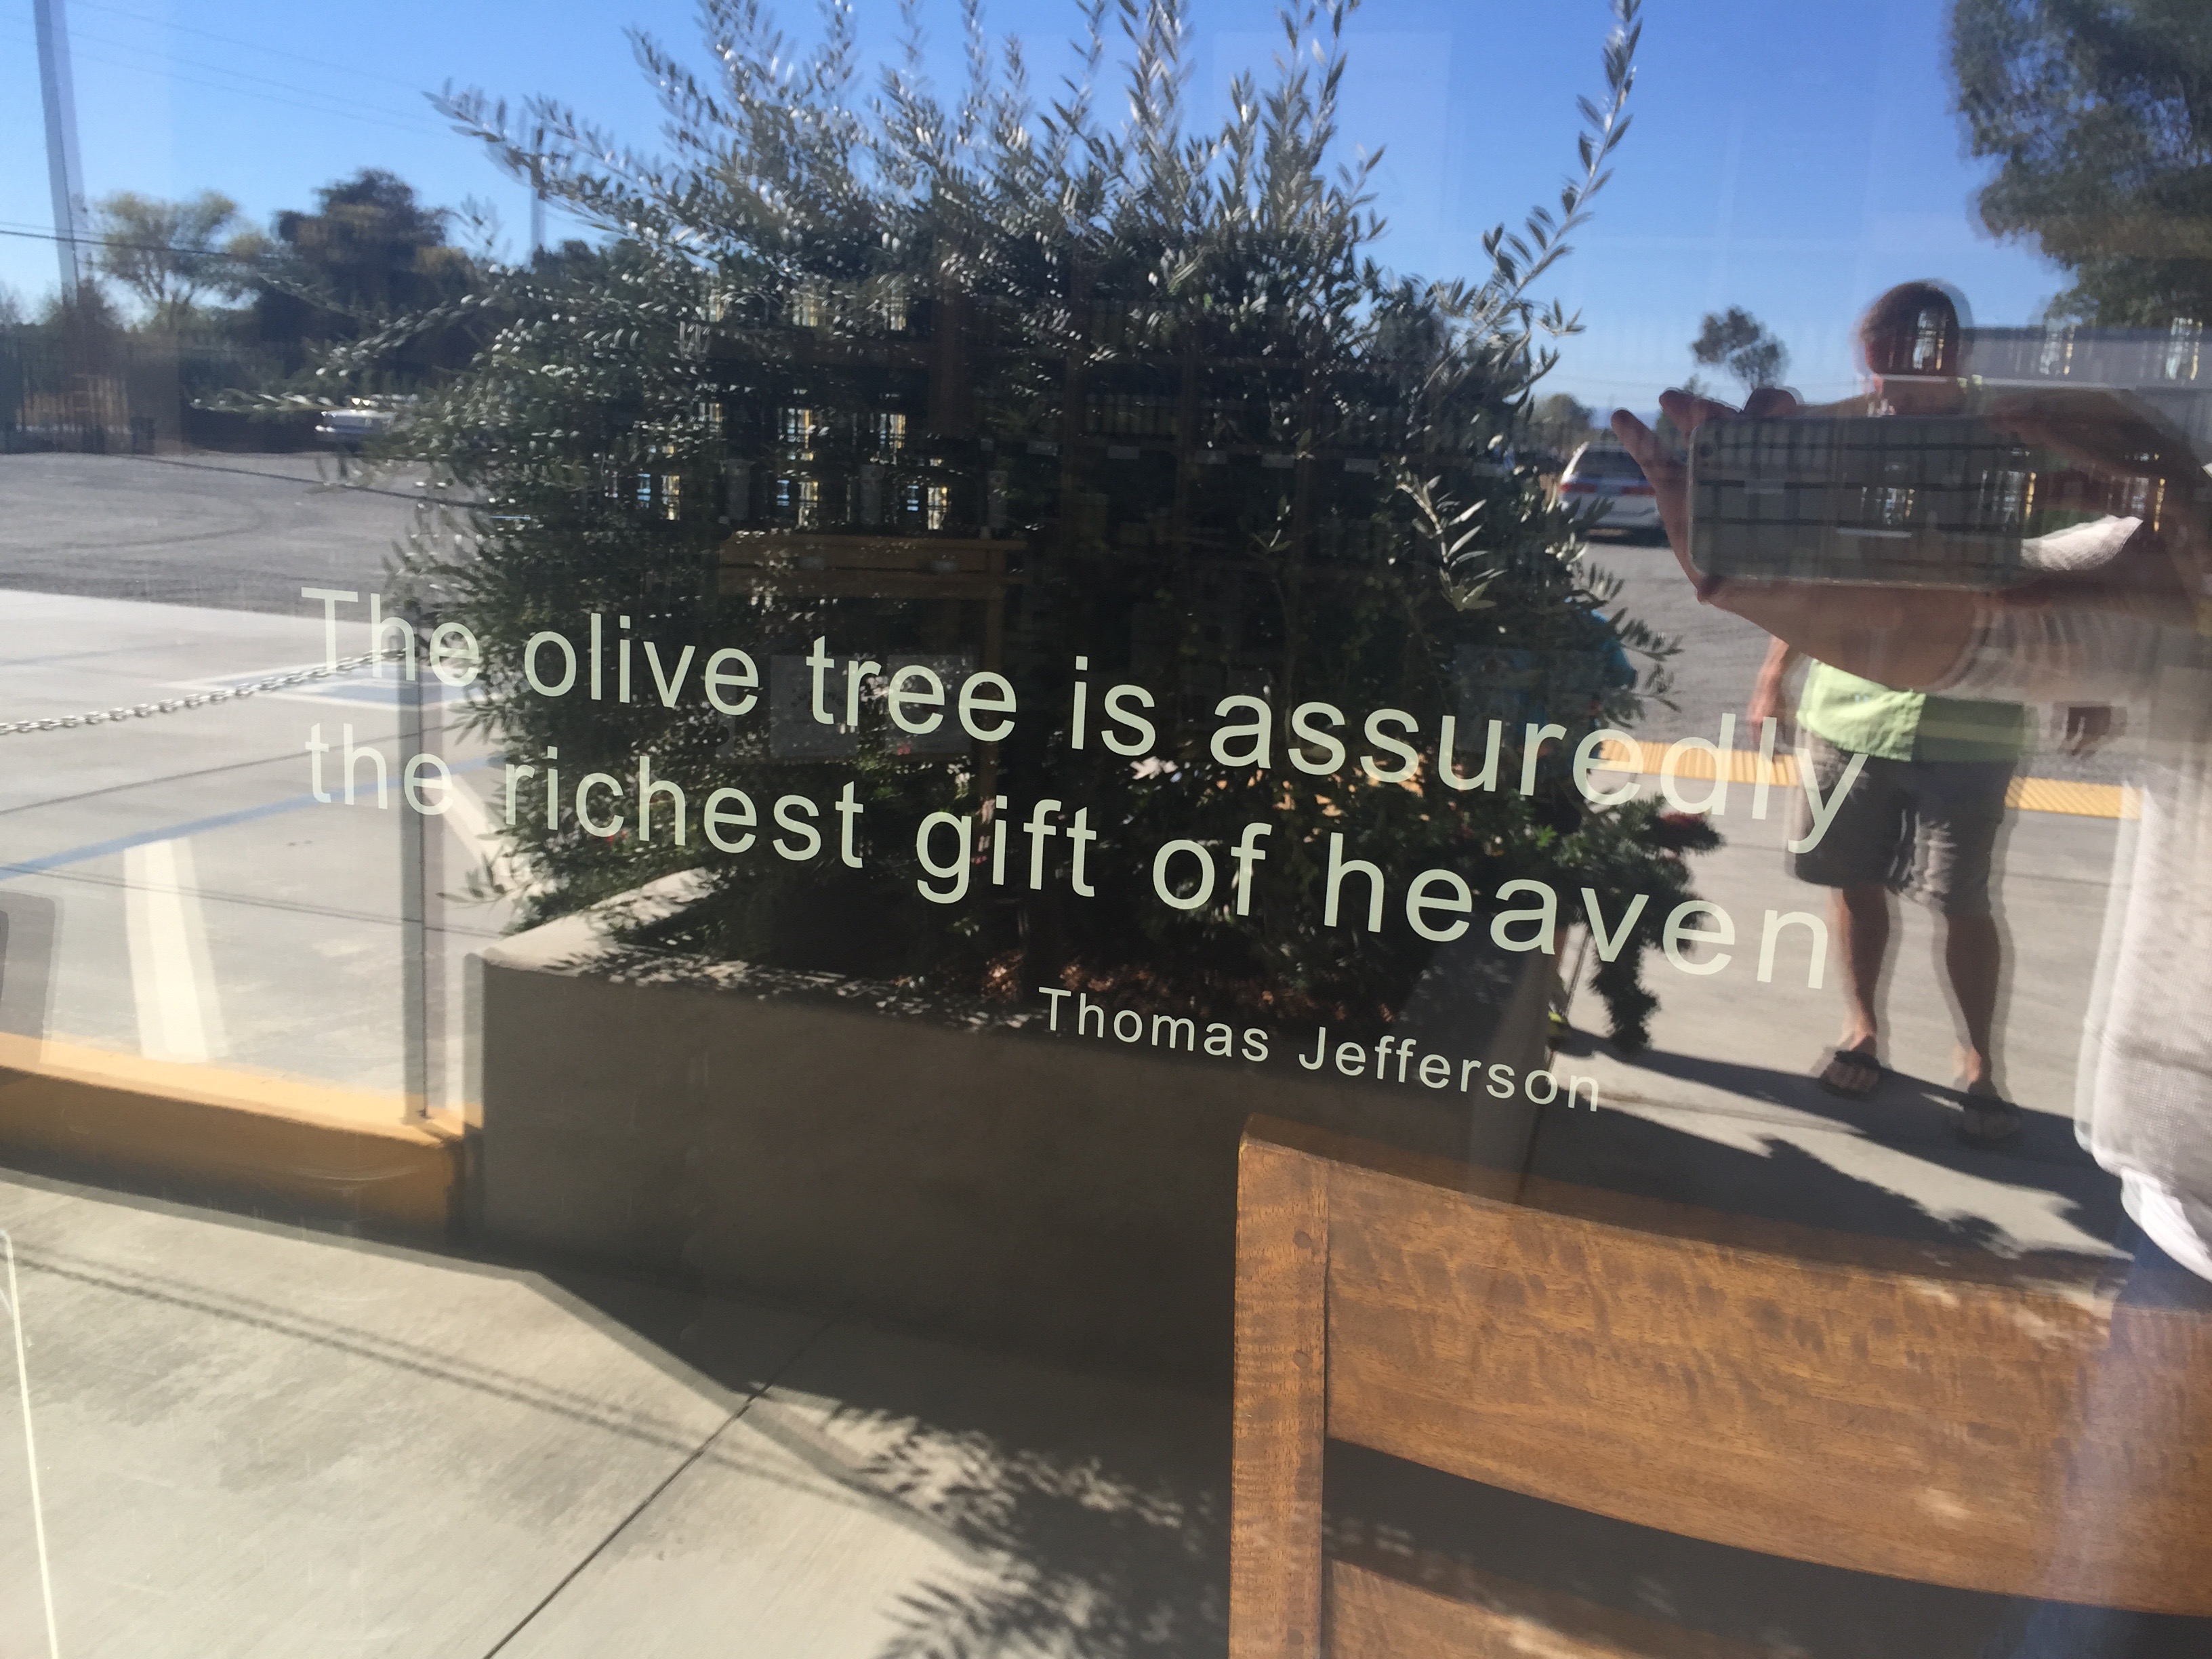 The olive tree is assuredly
the richest gift of heaven
Thomas Jefferson